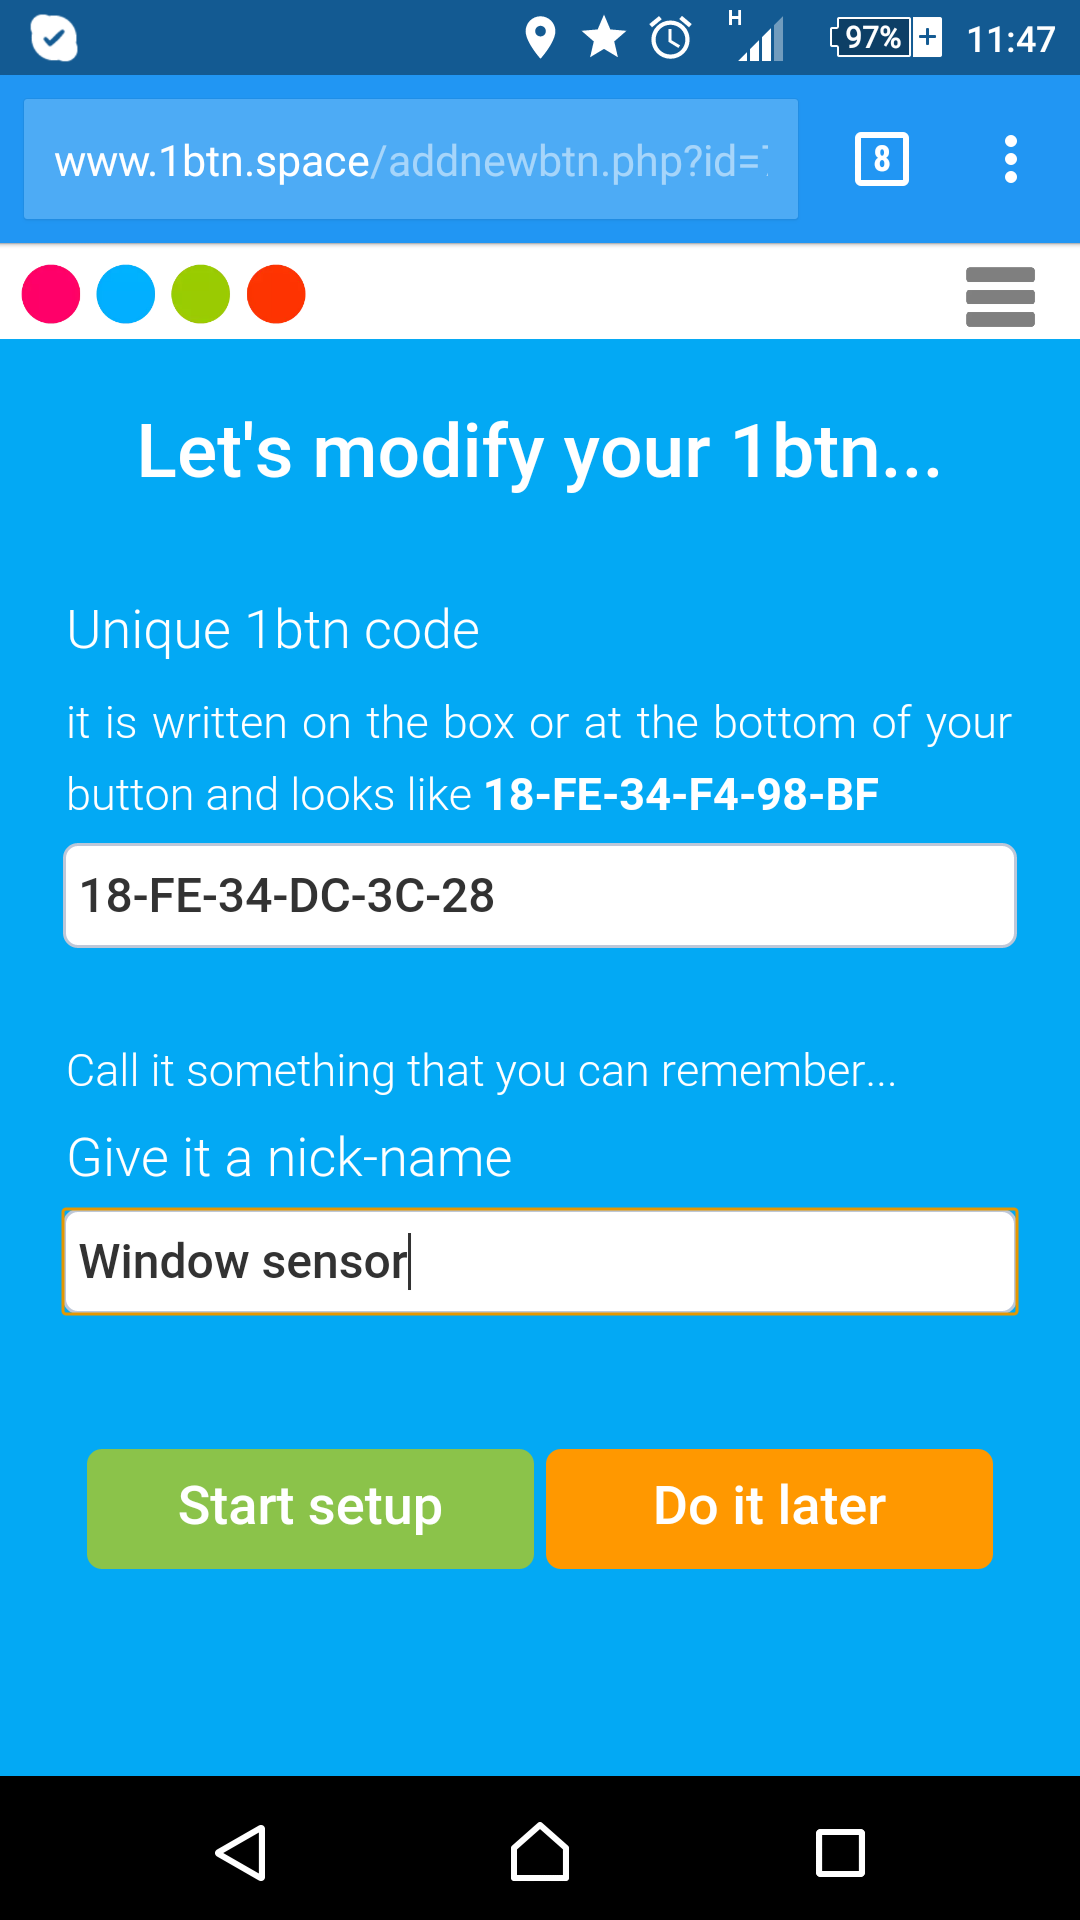 H 97% 11:47
www.1btn.space/addnewbtn.php?id=
8
Let's modify your 1btn...
Unique 1btn code
it is written on the box or at the bottom of your
button and looks like 18-FE-34-F4-98-BF
18-FE-34-DC-3C-28
Call it something that you can remember...
Give it a nick-name
Window sensor
Start setup Do it later